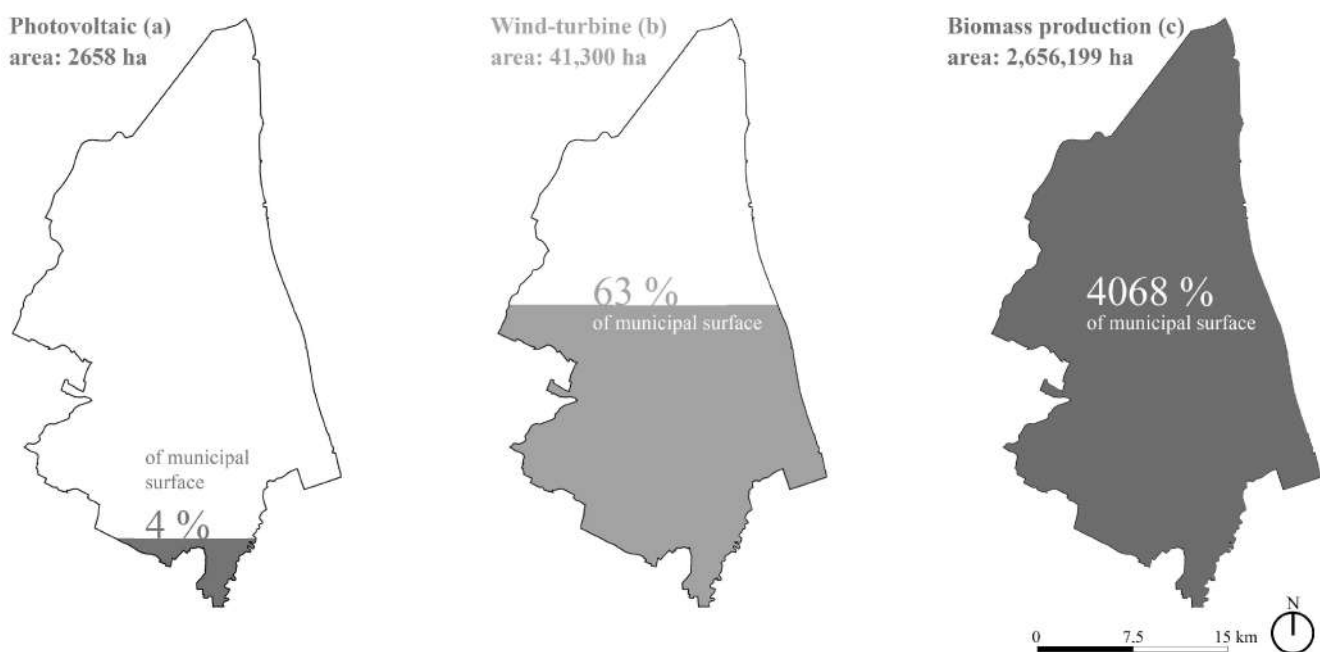 Photovoltaic (a)
area: 2658 ha
of municipal
surface
4 %
Wind-turbine (b)
area: 41,300 ha
63 %
of municipal surface
Biomass production (c)
area: 2,656,199 ha
4068 %
of municipal surface
N
0 7.5 15 km